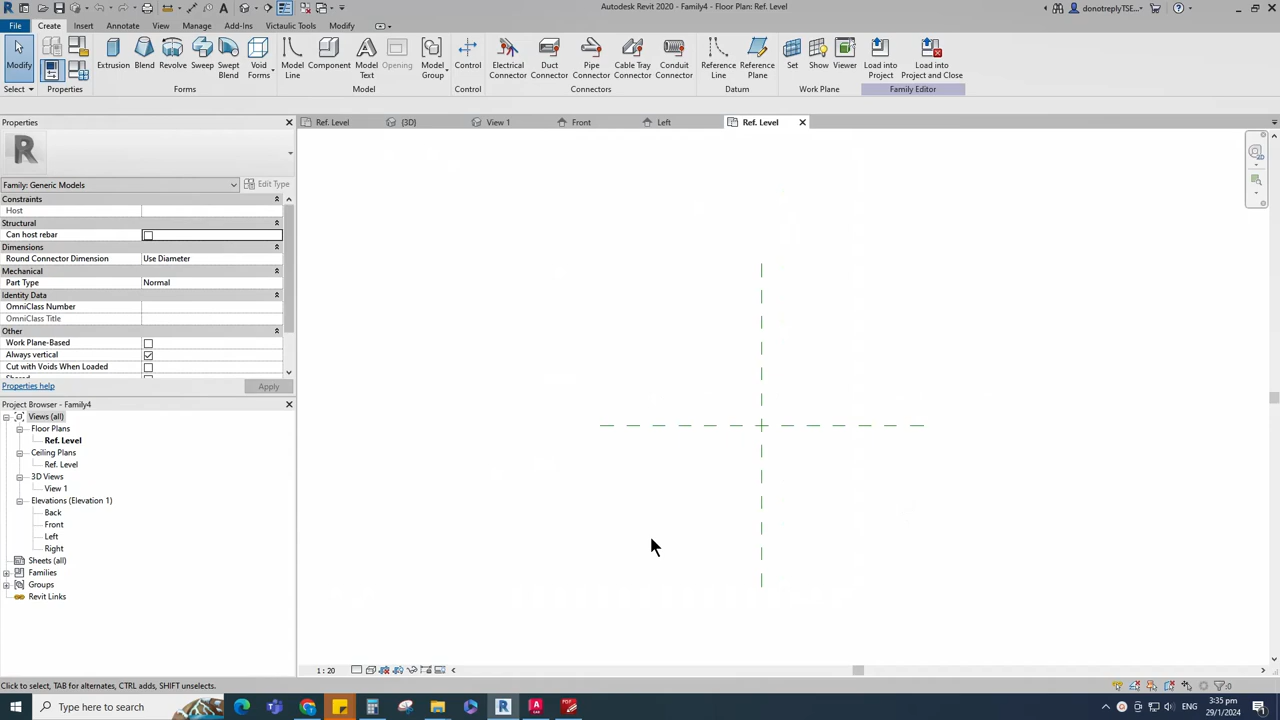 Autodesk Revit 2020 - Family4 - Floor Plan: Ref. Level
donotreplyTSE...
File Create Insert Annotate View Manage Add-Ins Victaulic Tools Modify
Modify
Select
Properties
Extrusion Blend Revolve Sweep Swept Blend Void Forms
Forms
Model Line Component Model Text Opening Model Group
Model
Control
Control
Electrical Connector Duct Connector Pipe Connector Cable Tray Connector Conduit Connector
Connectors
Reference Line Reference Plane
Datum
Set Show Viewer
Work Plane
Load into Project Load into Project and Close
Family Editor
Properties
Ref. Level {3D} View 1 Front Left Ref. Level
Family: Generic Models
Edit Type
Constraints
Host
Structural
Can host rebar
Dimensions
Round Connector Dimension Use Diameter
Mechanical
Part Type Normal
Identity Data
OmniClass Number
OmniClass Title
Other
Work Plane-Based
Always vertical
Cut with Voids When Loaded
Properties help
Apply
Project Browser - Family4
Views (all)
Floor Plans
Ref. Level
Ceiling Plans
Ref. Level
3D Views
View 1
Elevations (Elevation 1)
Back
Front
Left
Right
Sheets (all)
Families
Groups
Revit Links
1 : 20
Click to select, TAB for alternates, CTRL adds, SHIFT unselects.
:0
Type here to search
3:35 pm
29/1/2024